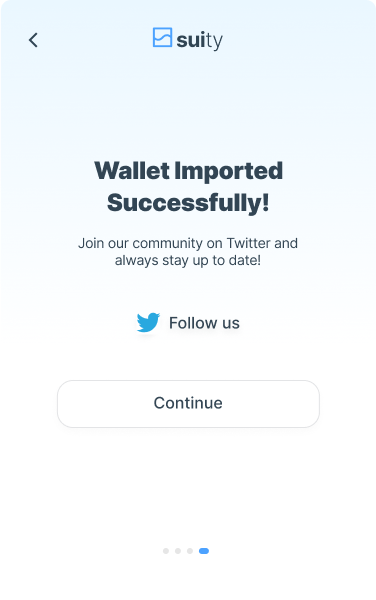 suity
Wallet Imported
Successfully!
Join our community on Twitter and
always stay up to date!
Follow us
Continue